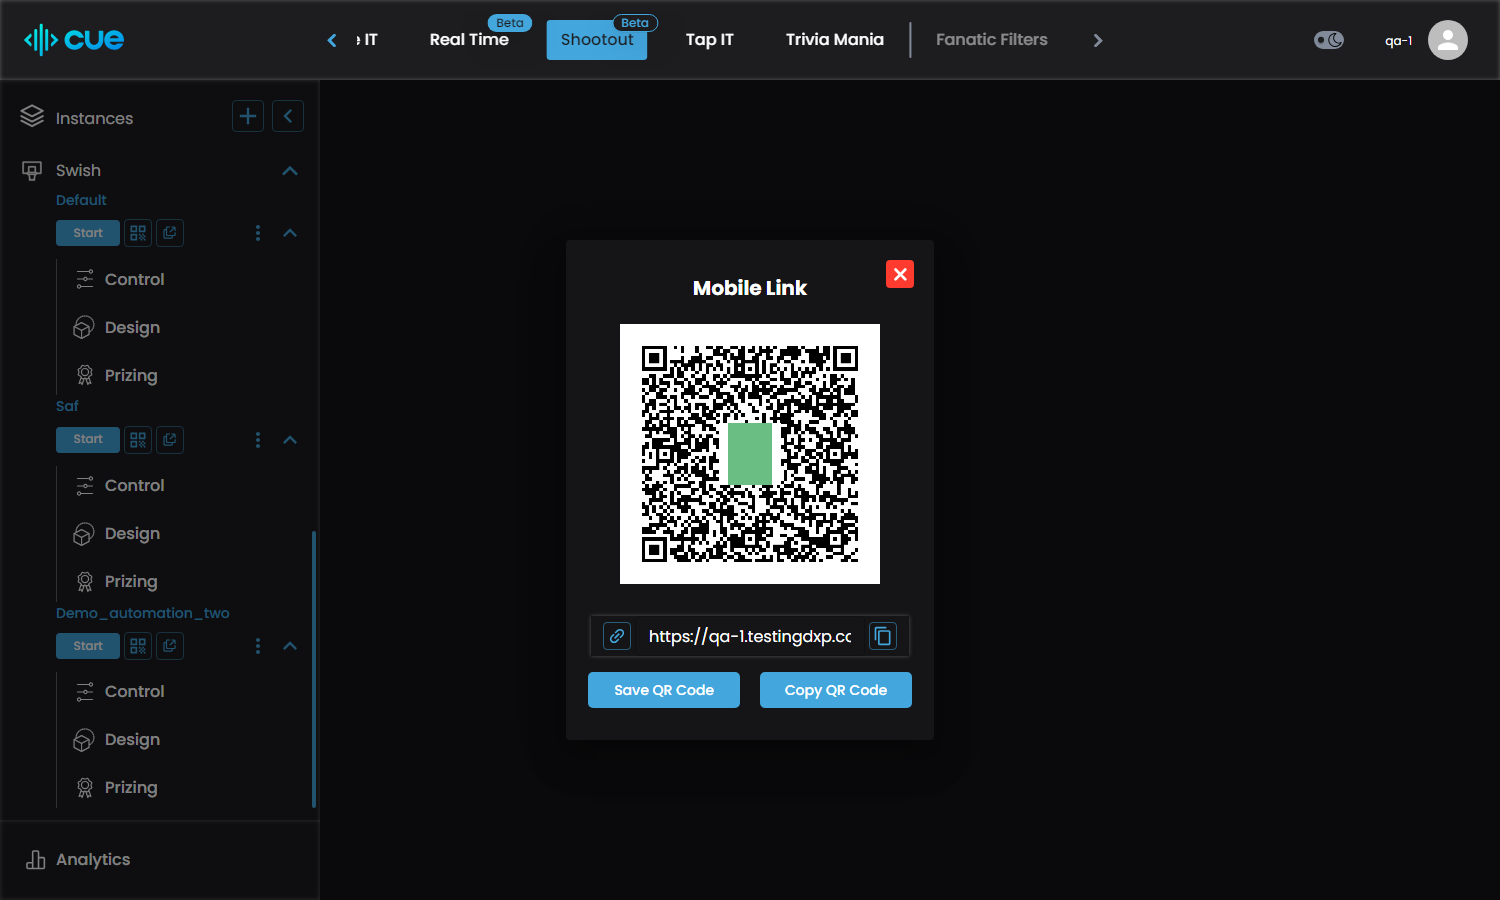 cue
IT
Real Time
Beta
Shootout
Beta
Tap IT
Trivia Mania
Fanatic Filters
qa-1
Instances
Swish
Default
Start
Control
Design
Prizing
Saf
Start
Control
Design
Prizing
Demo_automation_two
Start
Control
Design
Prizing
Analytics
Mobile Link
https://qa-1.testingdxp.cc
Save QR Code
Copy QR Code